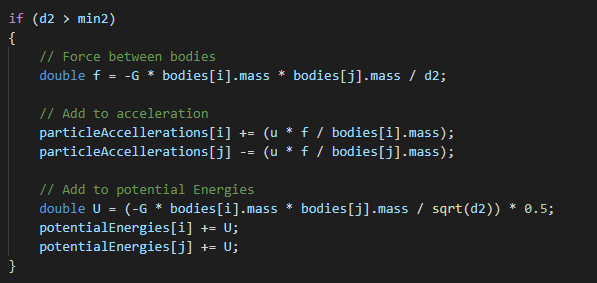 if (d2 > min2)
{
// Force between bodies
double f = -G * bodies[i].mass * bodies[j].mass / d2;
// Add to acceleration
particleAccellerations[i] += (u * f / bodies[i].mass);
particleAccellerations[j] -= (u * f / bodies[j].mass);
// Add to potential Energies
double U = (-G * bodies[i].mass * bodies[j].mass / sqrt(d2)) * 0.5;
potentialEnergies[i] += U;
potentialEnergies[j] += U;
}